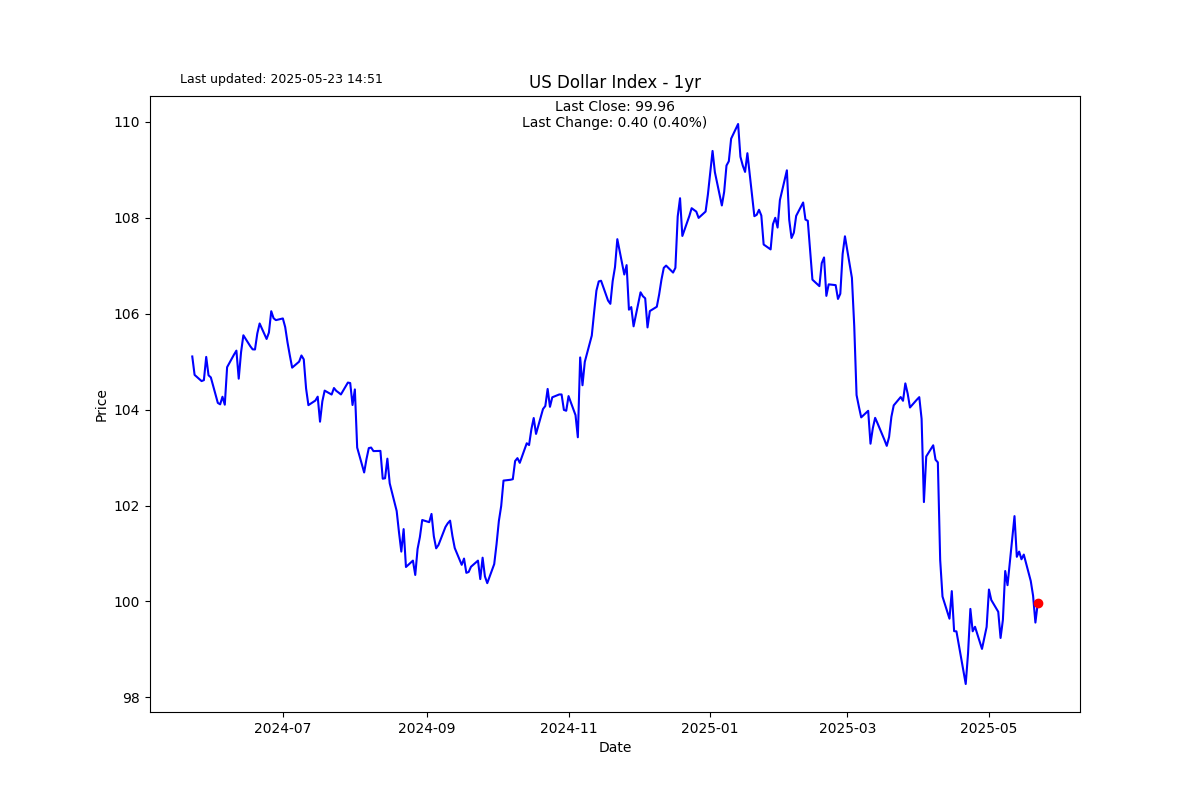 Last updated: 2025-05-23 14:51
US Dollar Index - 1yr
Last Close: 99.96
Last Change: 0.40 (0.40%)
110
108
106
104
102
100
98
Price
2024-07 2024-09 2024-11 2025-01 2025-03 2025-05
Date